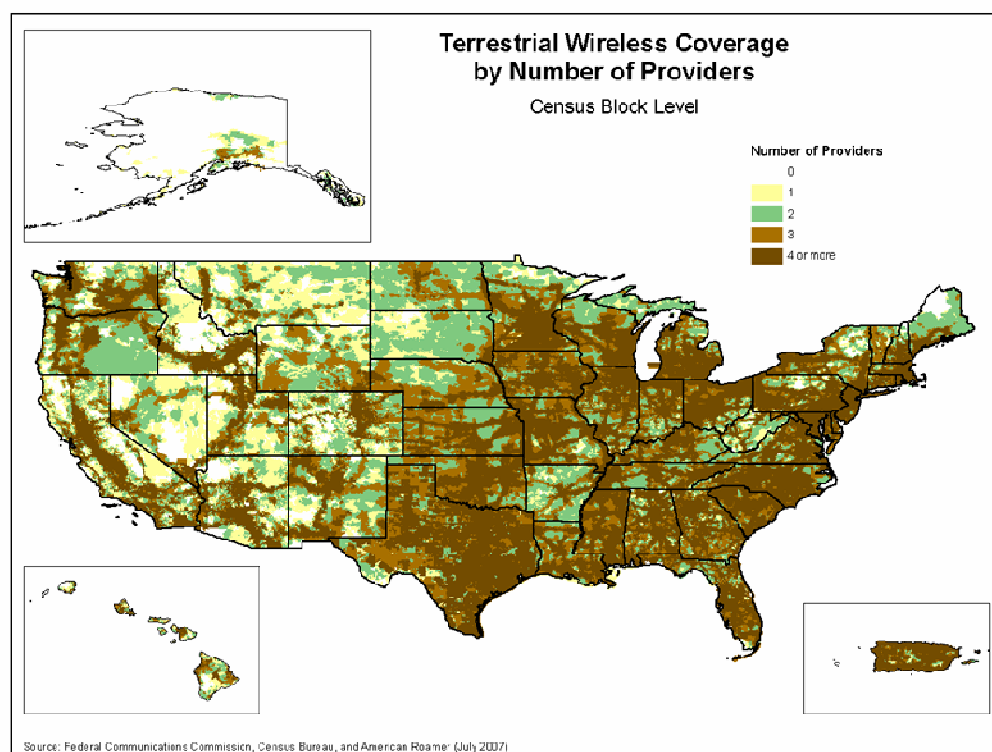 Terrestrial Wireless Coverage
by Number of Providers
Census Block Level
Number of Providers
0
1
2
3
4 or more
Source: Federal Communications Commission, Census Bureau, and American Roamer (July 2007)